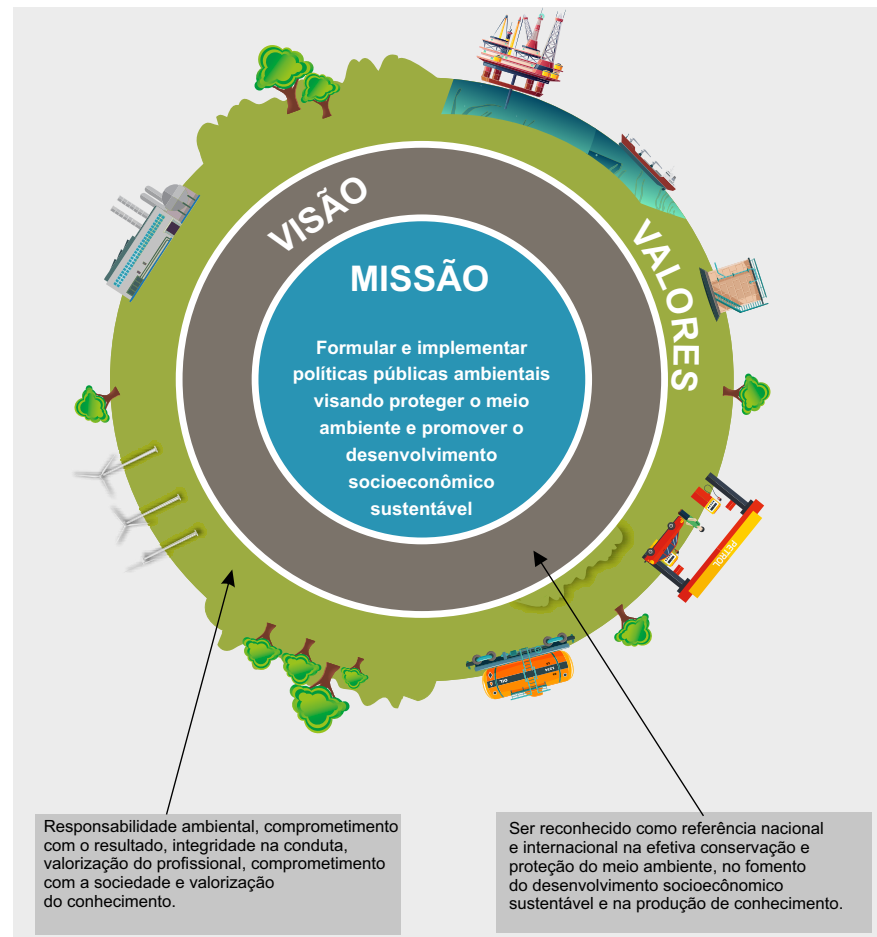 VISÃO
VALORES
MISSÃO
Formular e implementar
políticas públicas ambientais
visando proteger o meio
ambiente e promover o
desenvolvimento
socioeconômico
sustentável
PETROL
OIL
Responsabilidade ambiental, comprometimento
com o resultado, integridade na conduta,
valorização do profissional, comprometimento
com a sociedade e valorização
do conhecimento.
Ser reconhecido como referência nacional
e internacional na efetiva conservação e
proteção do meio ambiente, no fomento
do desenvolvimento socioecônomico
sustentável e na produção de conhecimento.